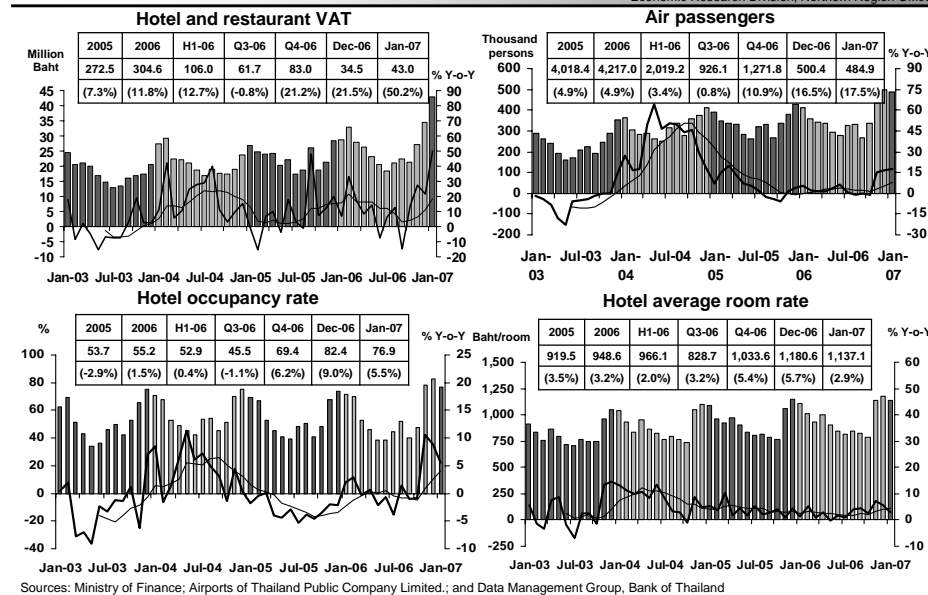 Economic Research Division, Northern Region Office
Hotel and restaurant VAT
Million
Baht
2005 2006 H1-06 Q3-06 Q4-06 Dec-06 Jan-07
272.5 304.6 106.0 61.7 83.0 34.5 43.0
(7.3%) (11.8%) (12.7%) (-0.8%) (21.2%) (21.5%) (50.2%)
% Y-o-Y
45 90
40 80
35 70
30 60
25 50
20 40
15 30
10 20
5 10
0 0
-5 -10
-10 -20
Jan-03 Jul-03 Jan-04 Jul-04 Jan-05 Jul-05 Jan-06 Jul-06 Jan-07
Air passengers
Thousand
persons
2005 2006 H1-06 Q3-06 Q4-06 Dec-06 Jan-07
4,018.4 4,217.0 2,019.2 926.1 1,271.8 500.4 484.9
(4.9%) (4.9%) (3.4%) (0.8%) (10.9%) (16.5%) (17.5%)
% Y-o-Y
600 90
500 75
400 60
300 45
200 30
100 15
0 0
-100 -15
-200 -30
Jan-03 Jul-03 Jan-04 Jul-04 Jan-05 Jul-05 Jan-06 Jul-06 Jan-07
Hotel occupancy rate
%
2005 2006 H1-06 Q3-06 Q4-06 Dec-06 Jan-07
53.7 55.2 52.9 45.5 69.4 82.4 76.9
(-2.9%) (1.5%) (0.4%) (-1.1%) (6.2%) (9.0%) (5.5%)
% Y-o-Y
100 25
80 20
60 15
40 10
20 5
0 0
-20 -5
-40 -10
Jan-03 Jul-03 Jan-04 Jul-04 Jan-05 Jul-05 Jan-06 Jul-06 Jan-07
Hotel average room rate
Baht/room
2005 2006 H1-06 Q3-06 Q4-06 Dec-06 Jan-07
919.5 948.6 966.1 828.7 1,033.6 1,180.6 1,137.1
(3.5%) (3.2%) (2.0%) (3.2%) (5.4%) (5.7%) (2.9%)
% Y-o-Y
1,500 60
1,250 50
1,000 40
750 30
500 20
250 10
0 0
-250 -10
Jan-03 Jul-03 Jan-04 Jul-04 Jan-05 Jul-05 Jan-06 Jul-06 Jan-07
Sources: Ministry of Finance; Airports of Thailand Public Company Limited.; and Data Management Group, Bank of Thailand